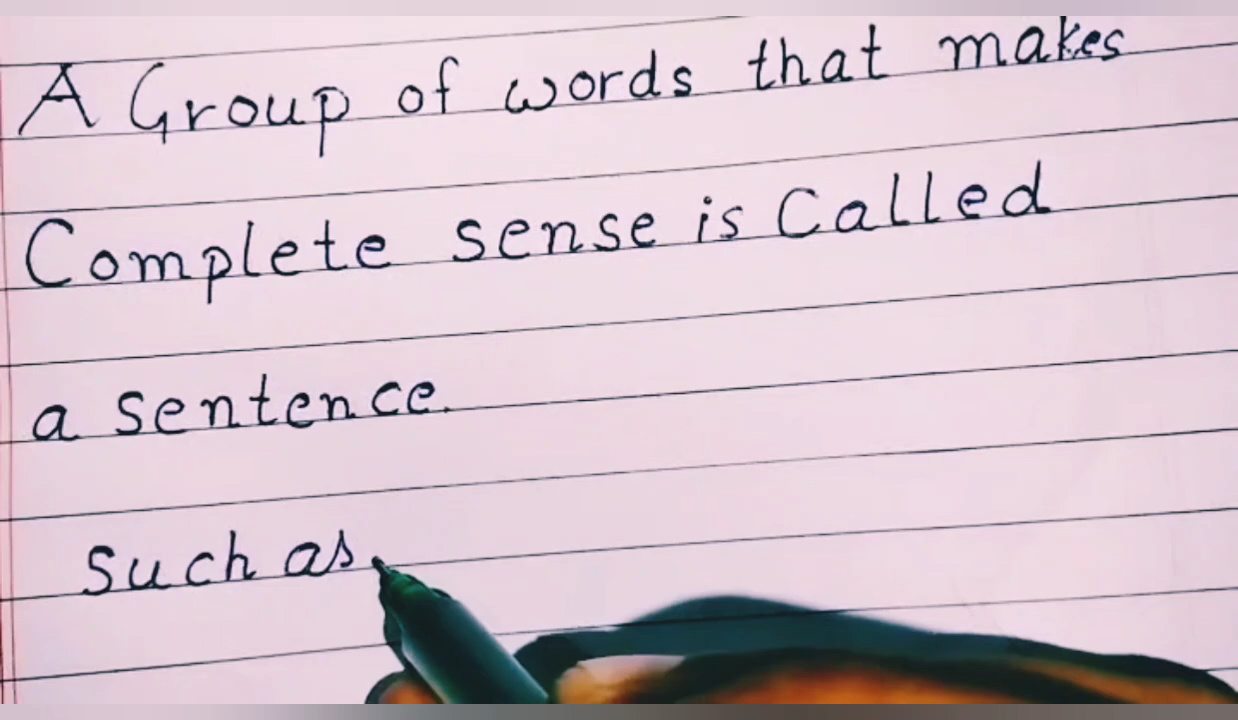 A Group of words that makes
Complete sense is Called
a sentence.
such as